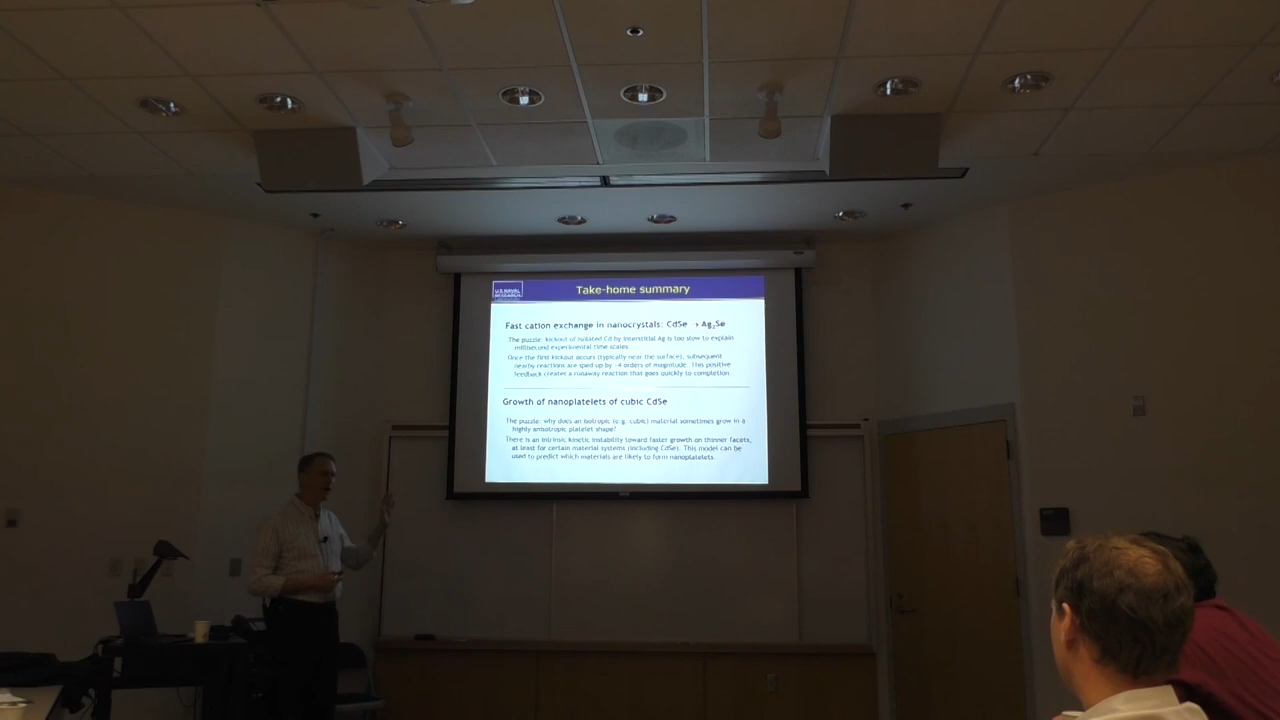 U.S. NAVAL
RESEARCH
Take-home summary
Fast cation exchange in nanocrystals: CdSe → Ag₂Se
The puzzle: kickout of isolated Cd by interstitial Ag is too slow to explain
millisecond experimental time scales
Once the first kickout occurs (typically near the surface), subsequent
nearby reactions are sped up by ~4 orders of magnitude. This positive
feedback creates a runaway reaction that goes quickly to completion.
Growth of nanoplatelets of cubic CdSe
The puzzle: why does an isotropic (e.g. cubic) material sometimes grow in a
highly anisotropic platelet shape?
There is an intrinsic kinetic instability toward faster growth on thinner facets,
at least for certain material systems (including CdSe). This model can be
used to predict which materials are likely to form nanoplatelets.